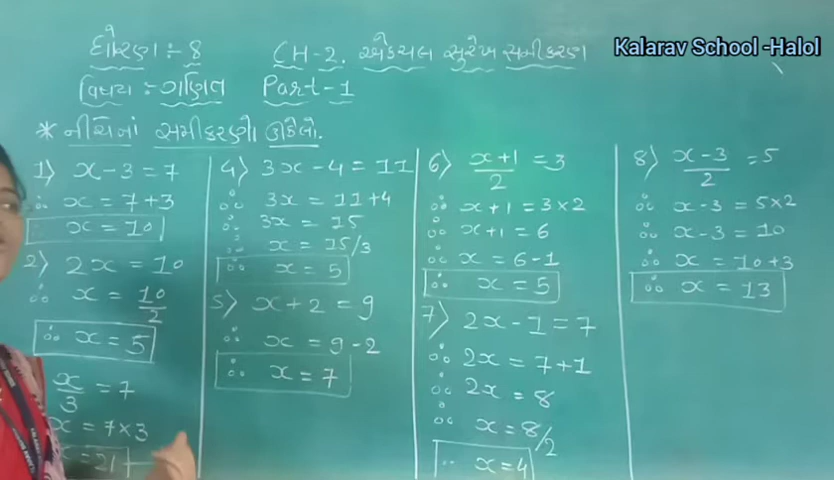 Kalarav School -Halol
ધોરણ :- 8
CH-2. એકચલ સુરેખ સમીકરણ
વિષય :- ગણિત Part-1
* નીચેનાં સમીકરણો ઉકેલો.
1) x-3=7
∴ x = 7+3
x = 10
2) 2x = 10
∴ x = 10/2
∴ x = 5
x/3 = 7
x = 7×3
x = 21
4) 3x-4=11
∴ 3x = 11+4
∴ 3x = 15
∴ x = 15/3
∴ x = 5
5) x+2=9
∴ x = 9-2
∴ x = 7
6) x+1/2 = 3
∴ x+1 = 3×2
∴ x+1 = 6
∴ x = 6-1
∴ x = 5
7) 2x-1=7
∴ 2x = 7+1
∴ 2x = 8
∴ x = 8/2
∴ x = 4
8) x-3/2 = 5
∴ x-3 = 5×2
∴ x-3 = 10
∴ x = 10+3
∴ x = 13